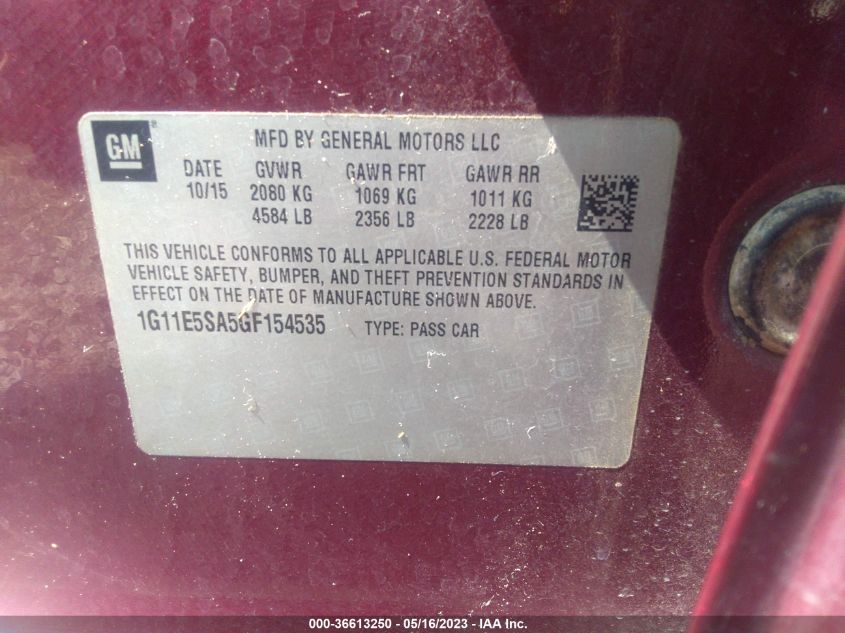 GM®
MFD BY GENERAL MOTORS LLC
DATE GVWR GAWR FRT GAWR RR
10/15 2080 KG 1069 KG 1011 KG
4584 LB 2356 LB 2228 LB
THIS VEHICLE CONFORMS TO ALL APPLICABLE U.S. FEDERAL MOTOR
VEHICLE SAFETY, BUMPER, AND THEFT PREVENTION STANDARDS IN
EFFECT ON THE DATE OF MANUFACTURE SHOWN ABOVE.
1G11E5SA5GF154535 TYPE: PASS CAR
000-36613250 - 05/16/2023 - IAA Inc.